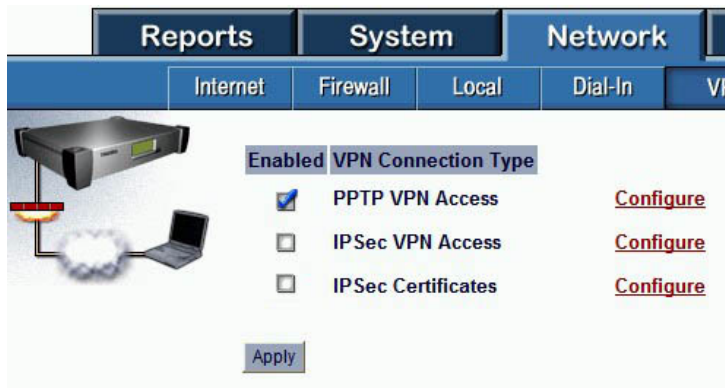 Reports System Network
Internet Firewall Local Dial-In
Enabled VPN Connection Type
PPTP VPN Access Configure
IPSec VPN Access Configure
IPSec Certificates Configure
Apply